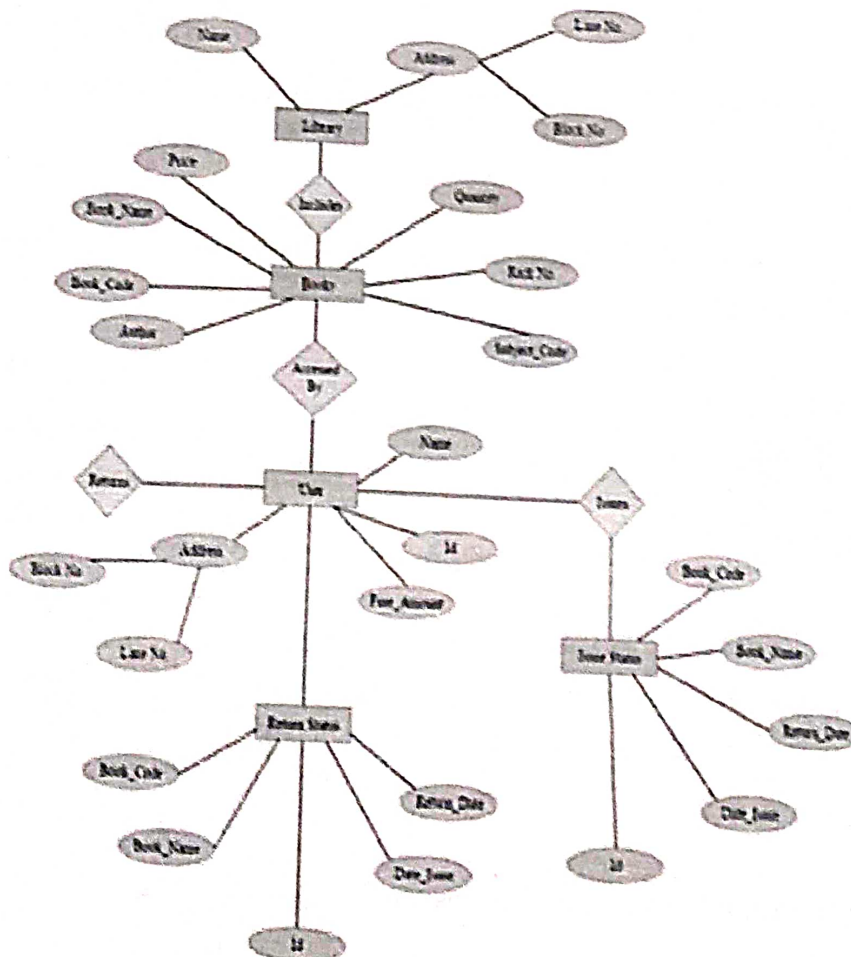 Name
Address
Lane No
Library
Block No
Price
Includes
Quantity
Book_Name
Books
Rack No
Book_Code
Author
Subject_Code
Accessed
By
Name
Returns
User
Issues
Address
Id
Block No
Book_Code
Fine_Amount
Lane No
Issue Status
Book_Name
Return Status
Return_Date
Book_Code
Return_Date
Date_Issue
Book_Name
Date_Issue
Id
Id